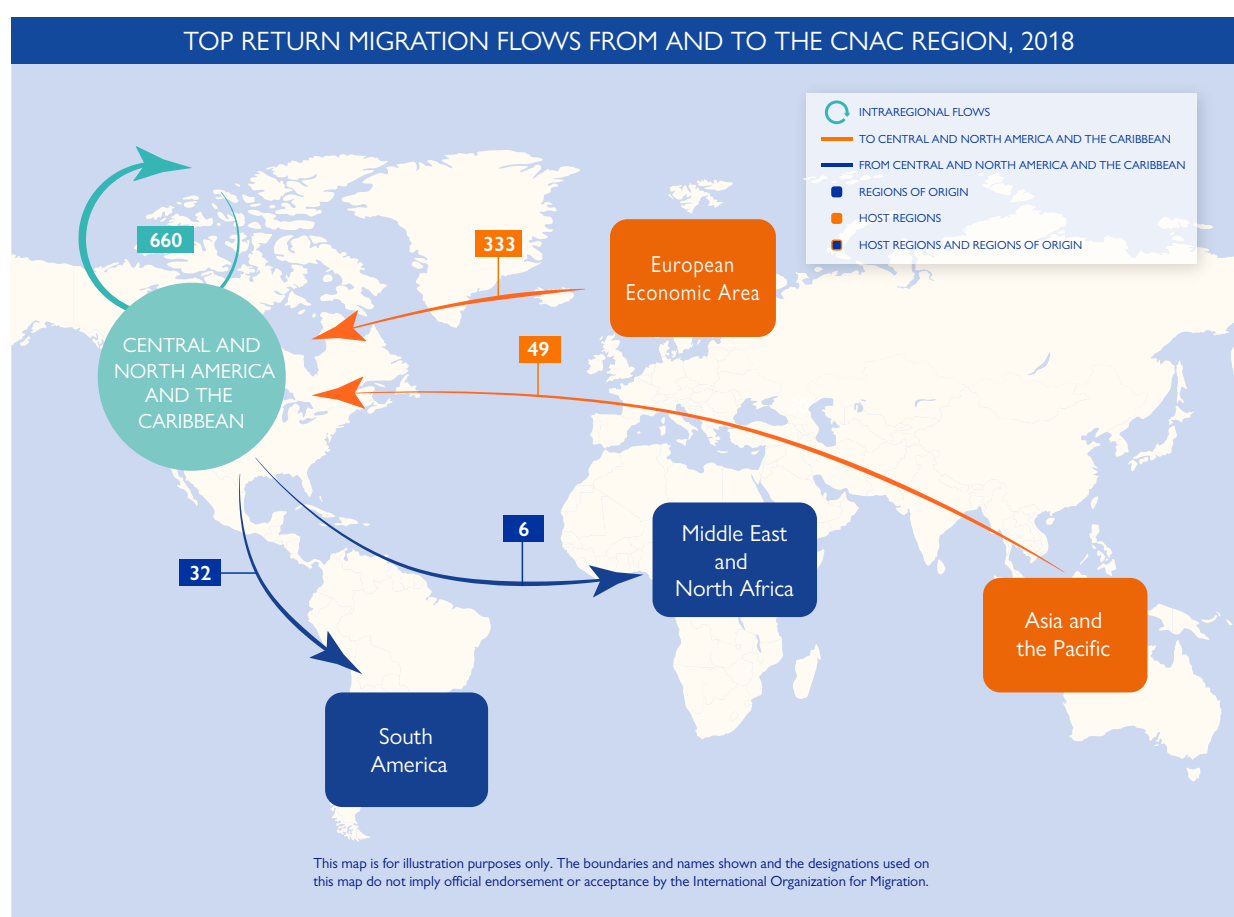 TOP RETURN MIGRATION FLOWS FROM AND TO THE CNAC REGION, 2018
INTRAREGIONAL FLOWS
TO CENTRAL AND NORTH AMERICA AND THE CARIBBEAN
FROM CENTRAL AND NORTH AMERICA AND THE CARIBBEAN
REGIONS OF ORIGIN
HOST REGIONS
HOST REGIONS AND REGIONS OF ORIGIN
660
333
European
Economic Area
CENTRAL AND
NORTH AMERICA
AND THE
CARIBBEAN
49
6
Middle East
and
North Africa
32
Asia and
the Pacific
South
America
This map is for illustration purposes only. The boundaries and names shown and the designations used on
this map do not imply official endorsement or acceptance by the International Organization for Migration.